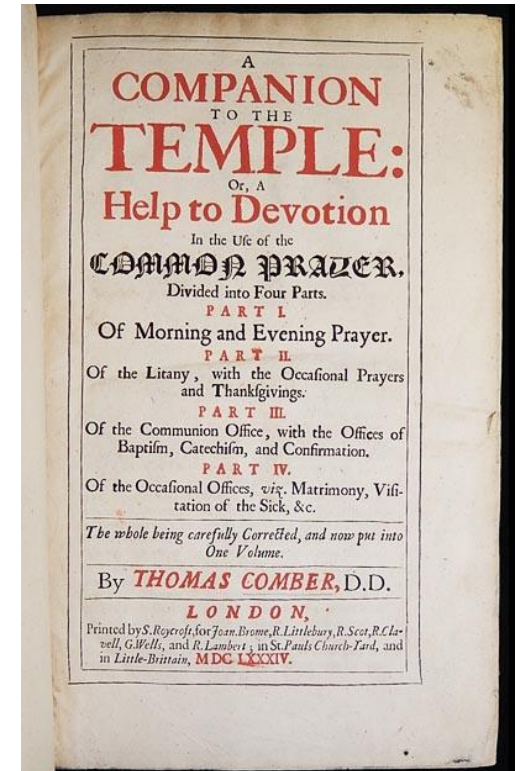 A
COMPANION
TO THE
TEMPLE:
Or, A
Help to Devotion
In the Uſe of the
COMMON PRAYER,
Divided into Four Parts.
PART I.
Of Morning and Evening Prayer.
PART II.
Of the Litany, with the Occaſional Prayers
and Thankſgivings.
PART III.
Of the Communion Office, with the Offices of
Baptiſm, Catechiſm, and Confirmation.
PART IV.
Of the Occaſional Offices, viz. Matrimony, Viſi-
tation of the Sick, &c.
The whole being carefully Corrected, and now put into
One Volume.
By THOMAS COMBER, D.D.
LONDON,
Printed by S. Roycroft, for Joan. Brome, R. Littlebury, R. Scot, R. Cla-
vell, G. Wells, and R. Lambert; in St. Pauls Church-Yard, and
in Little-Brittain, MDC LXXXIV.